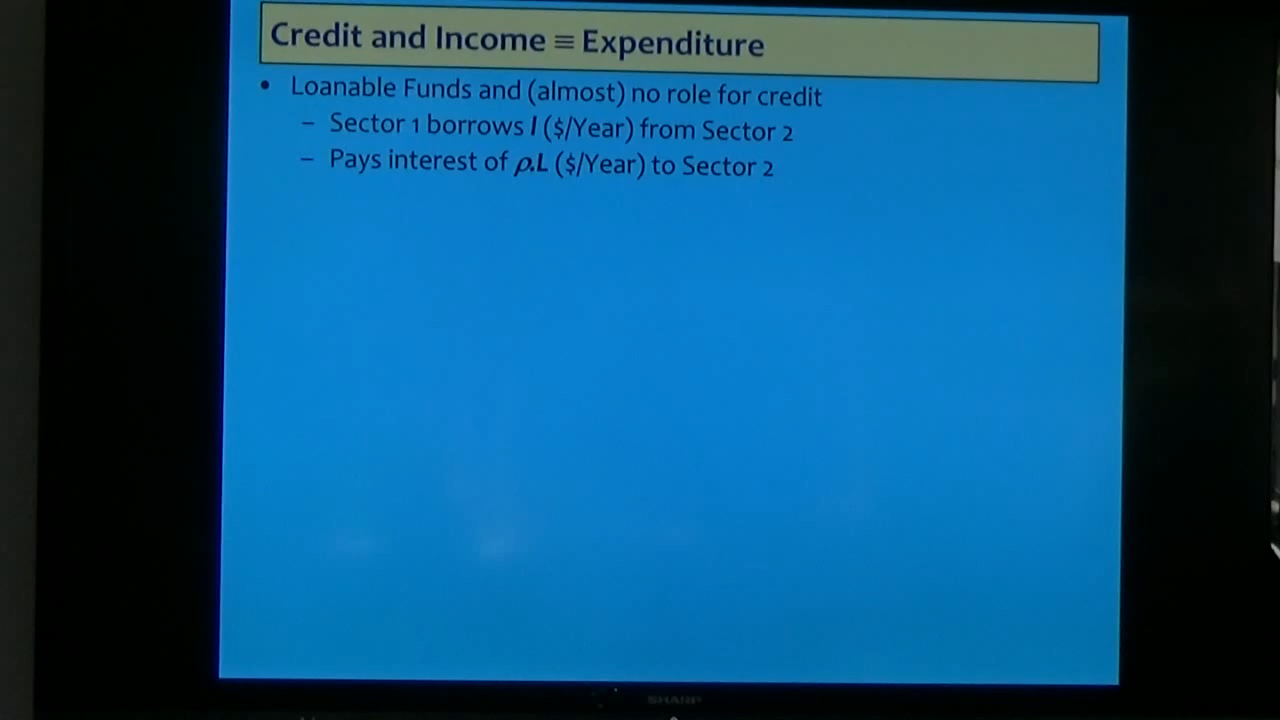 Credit and Income ≡ Expenditure
• Loanable Funds and (almost) no role for credit
– Sector 1 borrows l ($/Year) from Sector 2
– Pays interest of ρ.L ($/Year) to Sector 2
SHARP